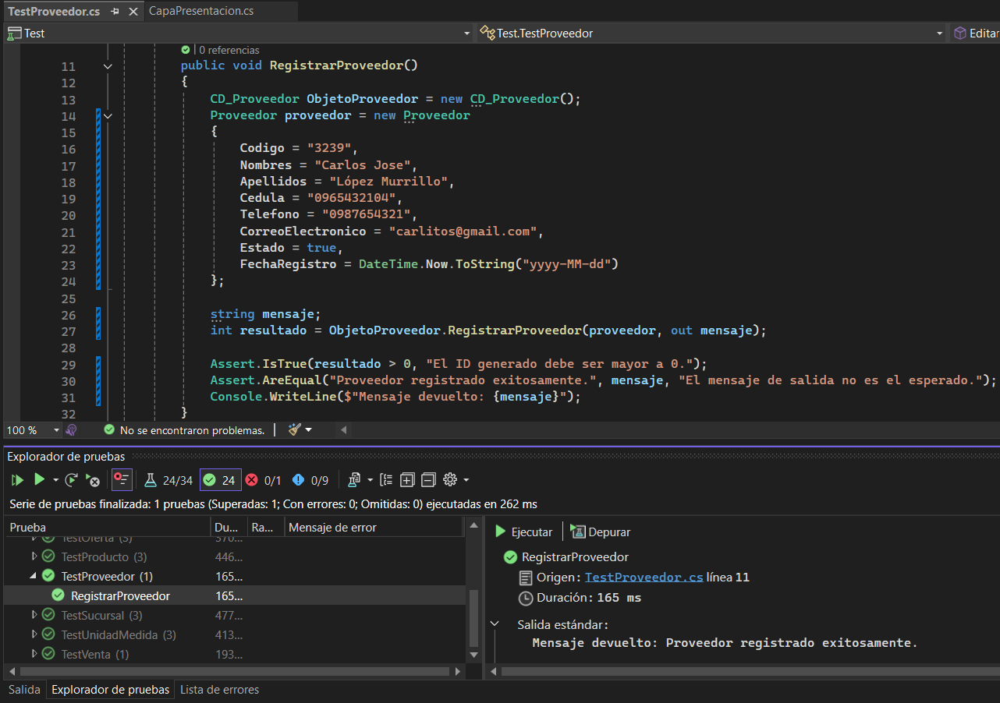 TestProveedor.cs
CapaPresentacion.cs
Test
Test.TestProveedor
Editar
0 referencias
11 public void RegistrarProveedor()
12 {
13 CD_Proveedor ObjetoProveedor = new CD_Proveedor();
14 Proveedor proveedor = new Proveedor
15 {
16 Codigo = "3239",
17 Nombres = "Carlos Jose",
18 Apellidos = "López Murrillo",
19 Cedula = "0965432104",
20 Telefono = "0987654321",
21 CorreoElectronico = "carlitos@gmail.com",
22 Estado = true,
23 FechaRegistro = DateTime.Now.ToString("yyyy-MM-dd")
24 };
25
26 string mensaje;
27 int resultado = ObjetoProveedor.RegistrarProveedor(proveedor, out mensaje);
28
29 Assert.IsTrue(resultado > 0, "El ID generado debe ser mayor a 0.");
30 Assert.AreEqual("Proveedor registrado exitosamente.", mensaje, "El mensaje de salida no es el esperado.");
31 Console.WriteLine($"Mensaje devuelto: {mensaje}");
32 }
100 %
No se encontraron problemas.
Explorador de pruebas
24/34
24
0/1
0/9
Serie de pruebas finalizada: 1 pruebas (Superadas: 1; Con errores: 0; Omitidas: 0) ejecutadas en 262 ms
Prueba Du... Ra... Mensaje de error
TestOferta (3) 370...
TestProducto (3) 446...
TestProveedor (1) 165...
RegistrarProveedor 165...
TestSucursal (3) 477...
TestUnidadMedida (3) 413...
TestVenta (1) 193...
Ejecutar
Depurar
RegistrarProveedor
Origen: TestProveedor.cs línea 11
Duración: 165 ms
Salida estándar:
Mensaje devuelto: Proveedor registrado exitosamente.
Salida
Explorador de pruebas
Lista de errores